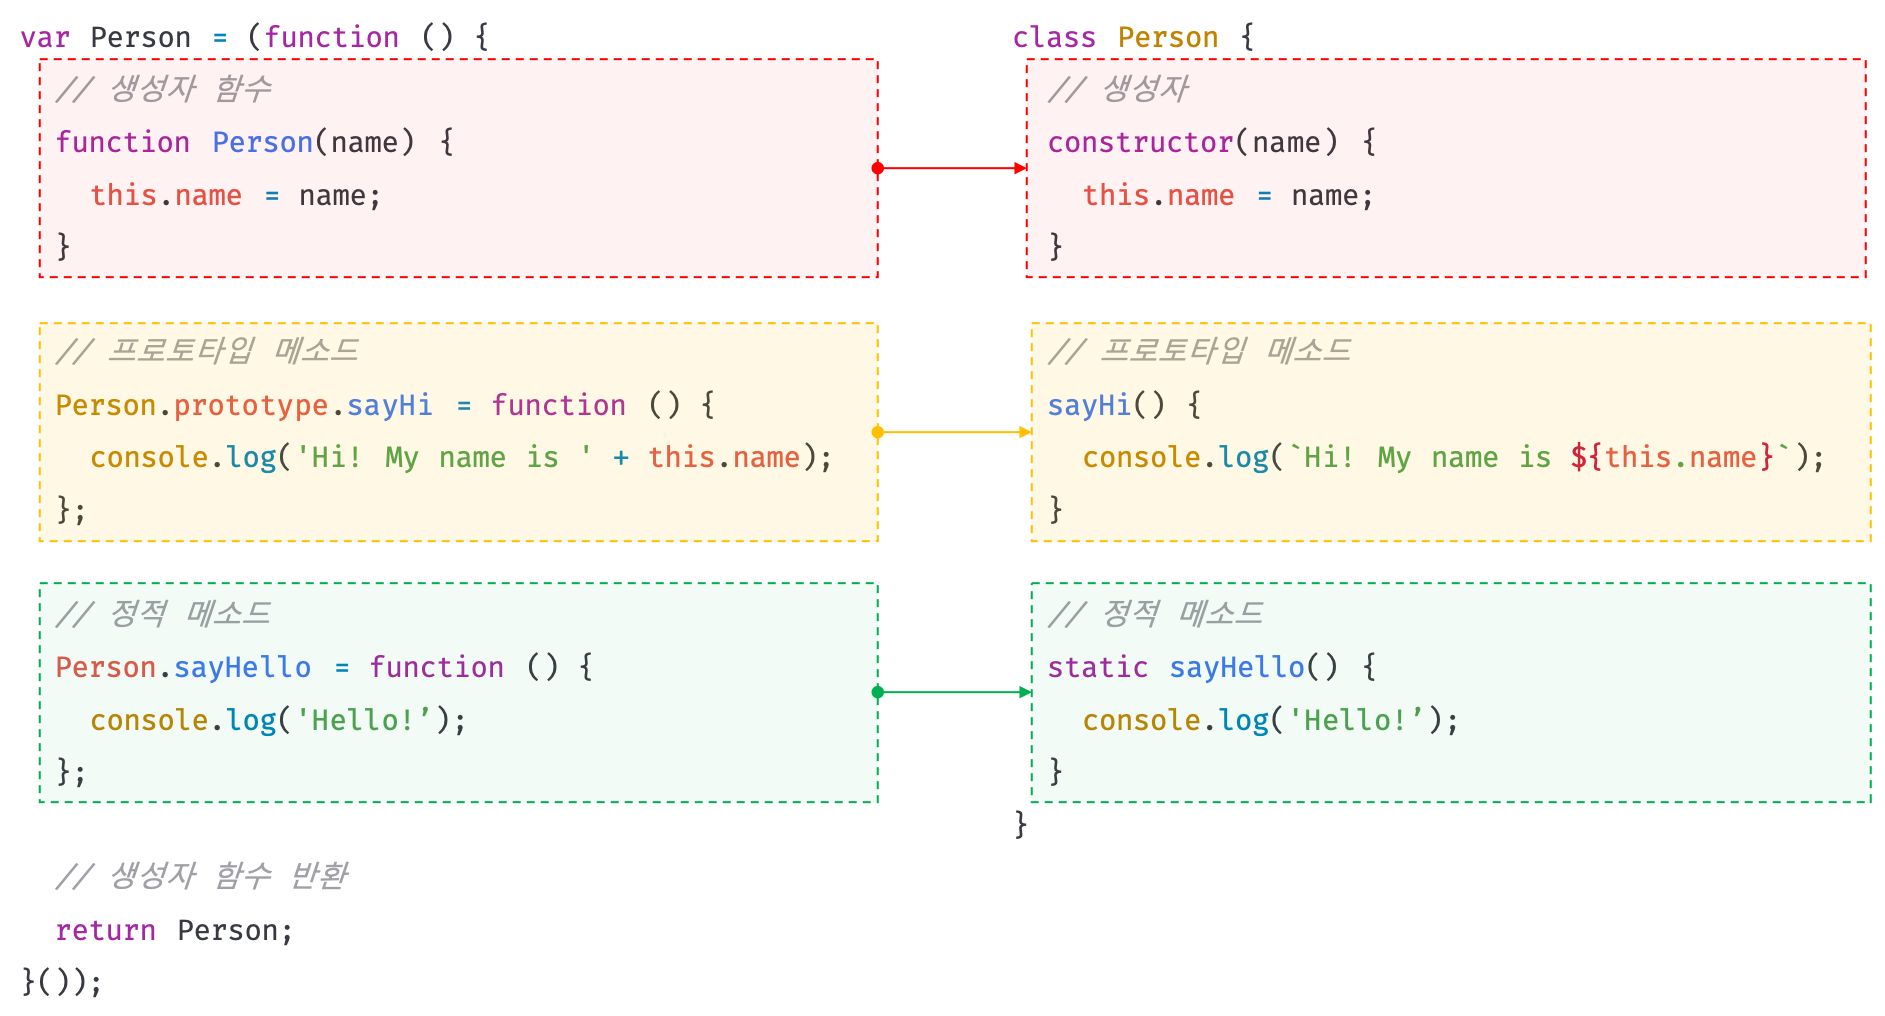 var Person = (function () {
// 생성자 함수
function Person(name) {
this.name = name;
}
// 프로토타입 메소드
Person.prototype.sayHi = function () {
console.log('Hi! My name is ' + this.name);
};
// 정적 메소드
Person.sayHello = function () {
console.log('Hello!’);
};
// 생성자 함수 반환
return Person;
}());
class Person {
// 생성자
constructor(name) {
this.name = name;
}
// 프로토타입 메소드
sayHi() {
console.log(`Hi! My name is ${this.name}`);
}
// 정적 메소드
static sayHello() {
console.log('Hello!’);
}
}